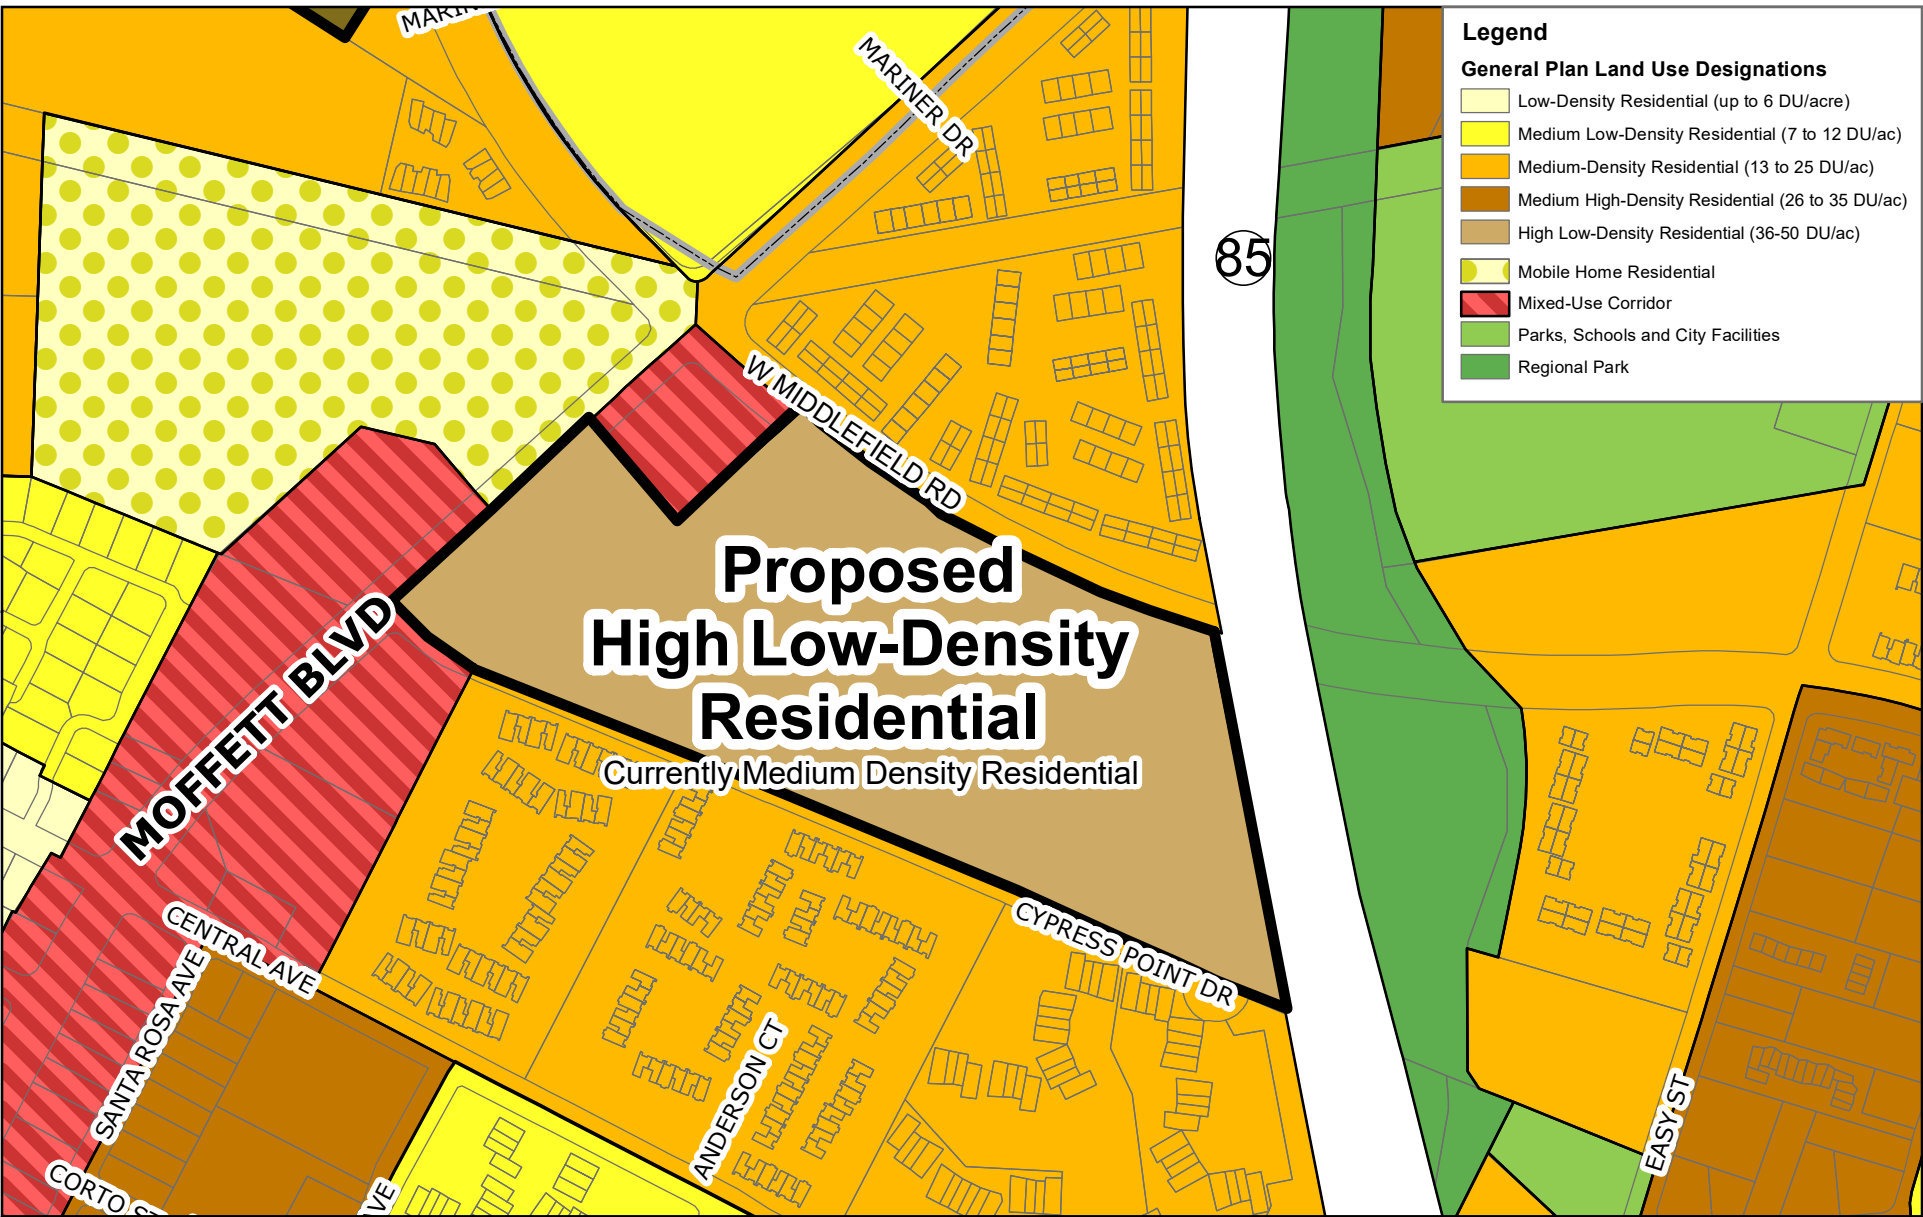 MARINER DR
Legend
General Plan Land Use Designations
Low-Density Residential (up to 6 DU/acre)
Medium Low-Density Residential (7 to 12 DU/ac)
Medium-Density Residential (13 to 25 DU/ac)
Medium High-Density Residential (26 to 35 DU/ac)
High Low-Density Residential (36-50 DU/ac)
Mobile Home Residential
Mixed-Use Corridor
Parks, Schools and City Facilities
Regional Park
85
W MIDDLEFIELD RD
Proposed
High Low-Density
Residential
Currently Medium Density Residential
MOFFETT BLVD
CENTRAL AVE
SANTA ROSA AVE
CYPRESS POINT DR
ANDERSON CT
EASY ST
CORTO ST
AVE